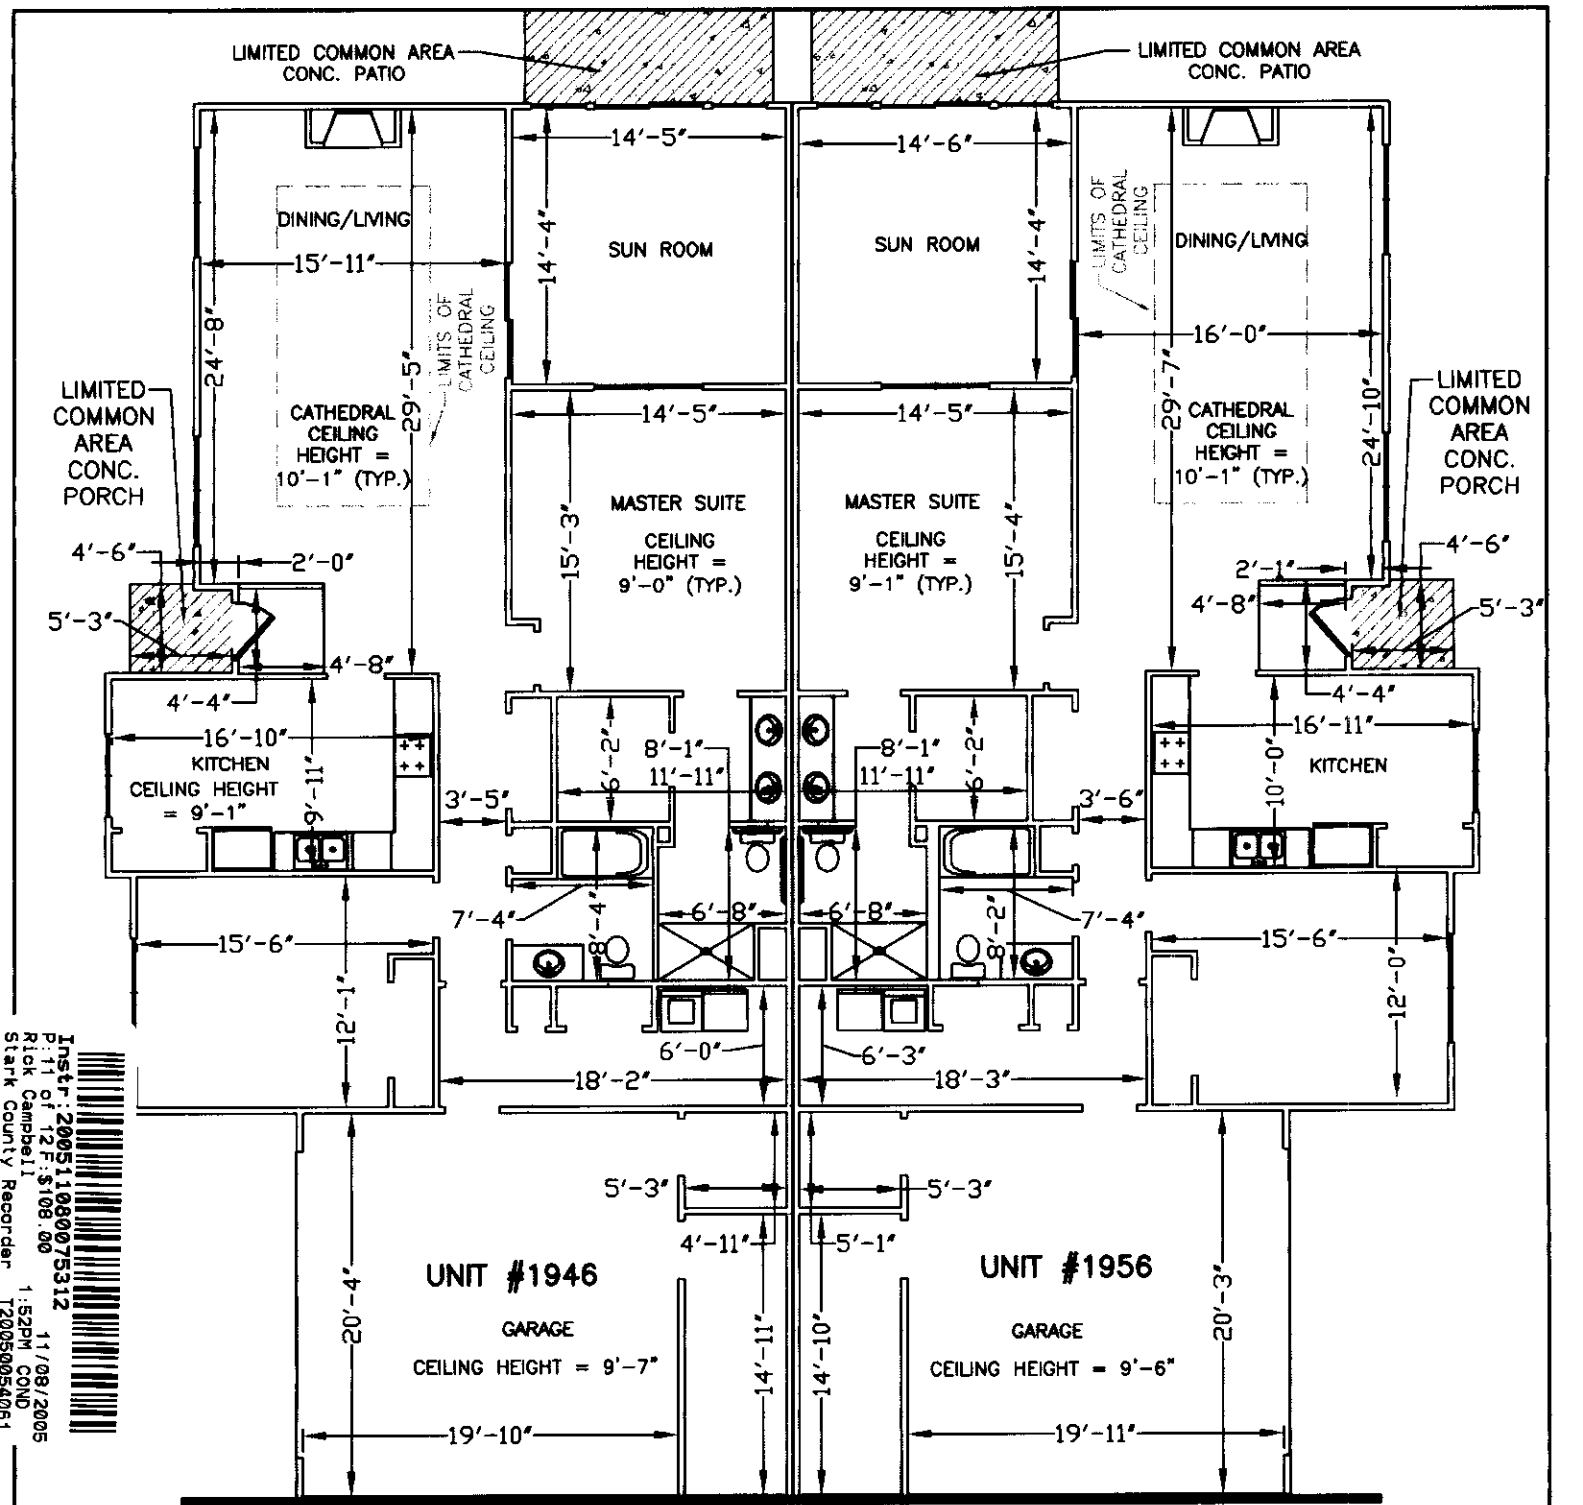 LIMITED COMMON AREA
CONC. PATIO
LIMITED COMMON AREA
CONC. PATIO
14'-5"
14'-6"
14'-4"
14'-4"
DINING/LIVING
SUN ROOM
SUN ROOM
DINING/LIVING
LIMITS OF
CATHEDRAL
CEILING
15'-11"
24'-8"
29'-5"
LIMITS OF
CATHEDRAL
CEILING
16'-0"
29'-7"
24'-10"
LIMITED
COMMON
AREA
CONC.
PORCH
CATHEDRAL
CEILING
HEIGHT =
10'-1" (TYP.)
14'-5"
14'-5"
CATHEDRAL
CEILING
HEIGHT =
10'-1" (TYP.)
LIMITED
COMMON
AREA
CONC.
PORCH
MASTER SUITE
CEILING
HEIGHT =
9'-0" (TYP.)
15'-3"
MASTER SUITE
CEILING
HEIGHT =
9'-1" (TYP.)
15'-4"
4'-6"
2'-0"
5'-3"
4'-8"
4'-4"
2'-1"
4'-6"
4'-8"
5'-3"
4'-4"
16'-10"
KITCHEN
CEILING HEIGHT
= 9'-1"
9'-11"
6'-2"
8'-1"
11'-11"
8'-1"
11'-11"
6'-2"
16'-11"
KITCHEN
10'-0"
3'-5"
3'-6"
7'-4"
8'-4"
6'-8"
6'-8"
8'-2"
7'-4"
15'-6"
12'-1"
15'-6"
12'-0"
6'-0"
6'-3"
18'-2"
18'-3"
5'-3"
5'-3"
4'-11"
5'-1"
UNIT #1946
UNIT #1956
GARAGE
CEILING HEIGHT = 9'-7"
GARAGE
CEILING HEIGHT = 9'-6"
20'-4"
14'-11"
14'-10"
20'-3"
19'-10"
19'-11"
Instr:200511080075312 11/08/2005
P:11 of 12 F:$108.00 1:52PM COND
Rick Campbell
Stark County Recorder T20050054061